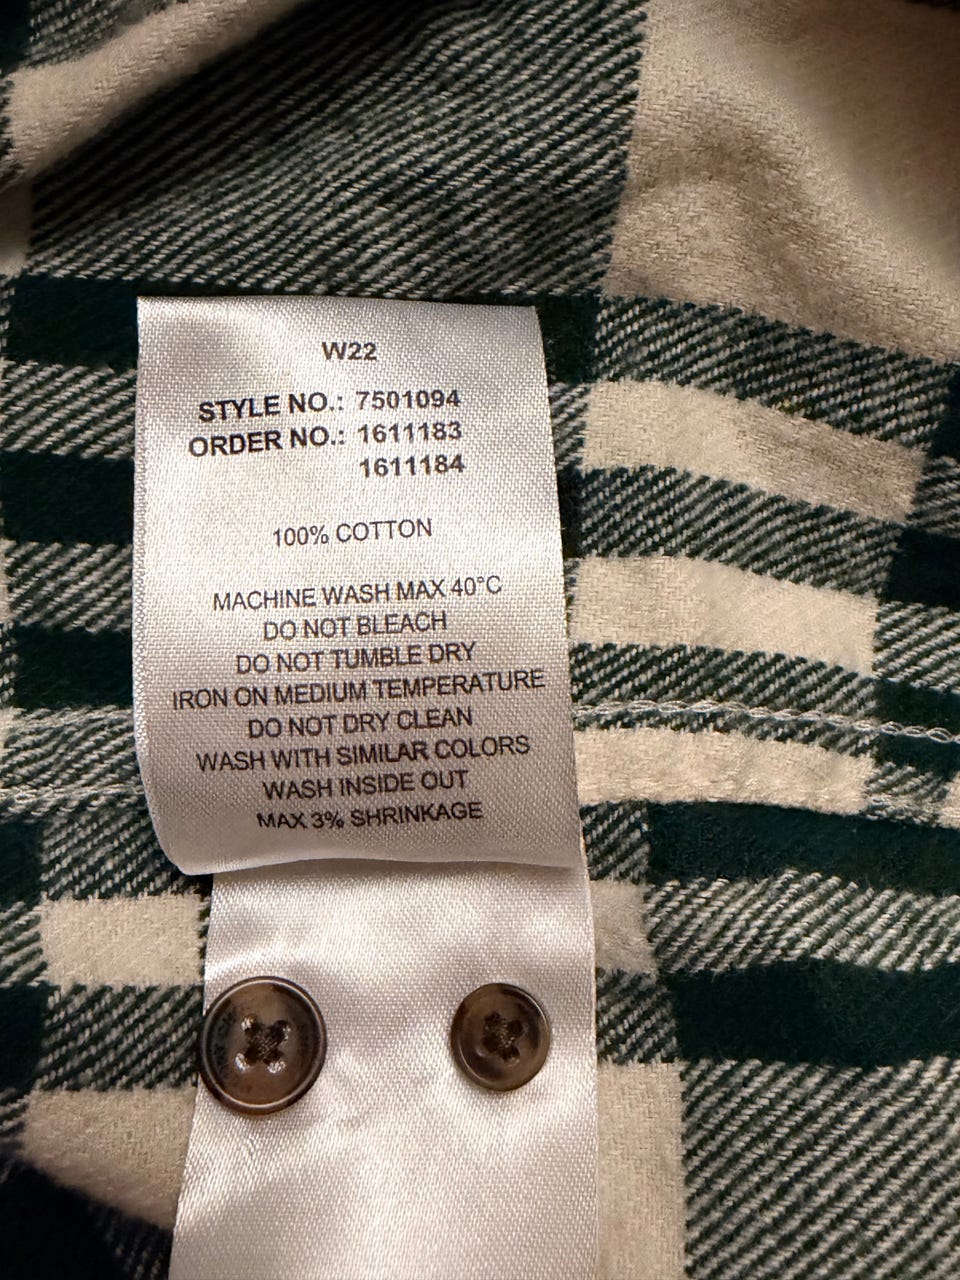 W22
STYLE NO.: 7501094
ORDER NO.: 1611183
1611184
100% COTTON
MACHINE WASH MAX 40°C
DO NOT BLEACH
DO NOT TUMBLE DRY
IRON ON MEDIUM TEMPERATURE
DO NOT DRY CLEAN
WASH WITH SIMILAR COLORS
WASH INSIDE OUT
MAX 3% SHRINKAGE